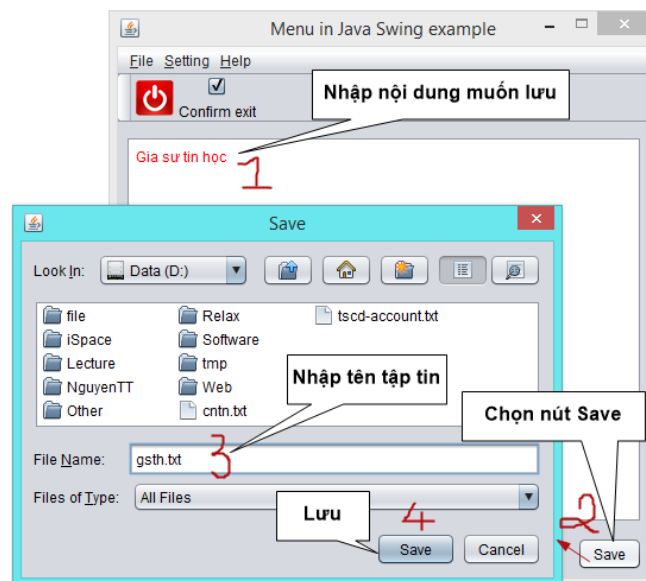 Menu in Java Swing example
File Setting Help
Confirm exit
Nhập nội dung muốn lưu
Gia sư tin học
1
Save
Look In: Data (D:)
file Relax tscd-account.txt
iSpace Software
Lecture tmp
NguyenTT Web
Other cntn.txt
Nhập tên tập tin
Chọn nút Save
File Name: gsth.txt
3
Files of Type: All Files
Lưu
4
2
Save Cancel
Save